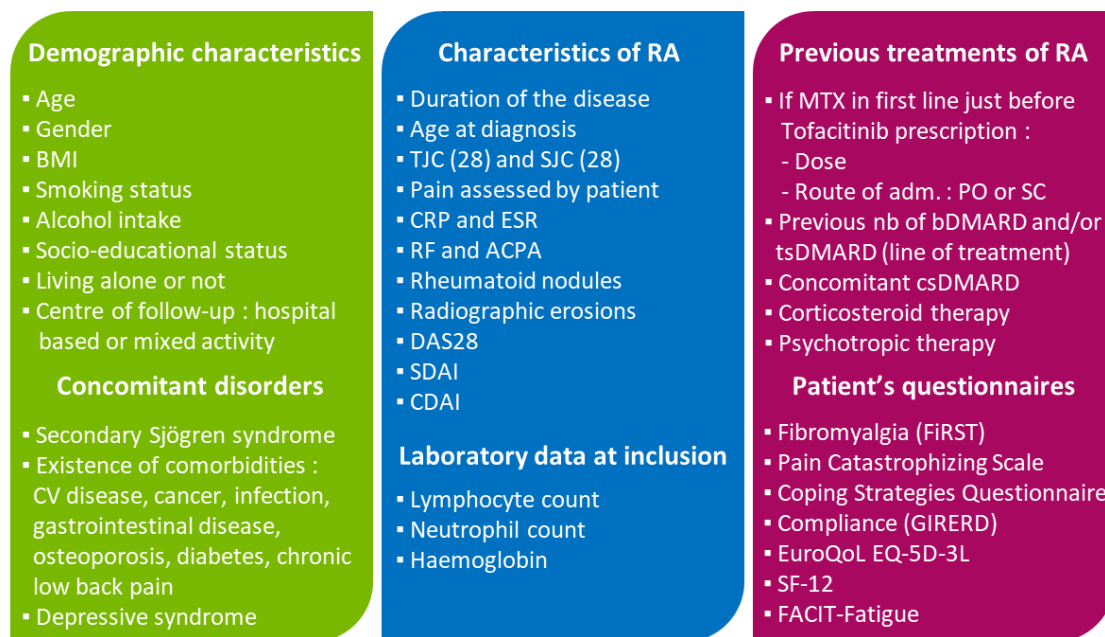 Demographic characteristics
▪ Age
▪ Gender
▪ BMI
▪ Smoking status
▪ Alcohol intake
▪ Socio-educational status
▪ Living alone or not
▪ Centre of follow-up : hospital
based or mixed activity
Concomitant disorders
▪ Secondary Sjögren syndrome
▪ Existence of comorbidities :
CV disease, cancer, infection,
gastrointestinal disease,
osteoporosis, diabetes, chronic
low back pain
▪ Depressive syndrome
Characteristics of RA
▪ Duration of the disease
▪ Age at diagnosis
▪ TJC (28) and SJC (28)
▪ Pain assessed by patient
▪ CRP and ESR
▪ RF and ACPA
▪ Rheumatoid nodules
▪ Radiographic erosions
▪ DAS28
▪ SDAI
▪ CDAI
Laboratory data at inclusion
▪ Lymphocyte count
▪ Neutrophil count
▪ Haemoglobin
Previous treatments of RA
▪ If MTX in first line just before
Tofacitinib prescription :
- Dose
- Route of adm. : PO or SC
▪ Previous nb of bDMARD and/or
tsDMARD (line of treatment)
▪ Concomitant csDMARD
▪ Corticosteroid therapy
▪ Psychotropic therapy
Patient's questionnaires
▪ Fibromyalgia (FiRST)
▪ Pain Catastrophizing Scale
▪ Coping Strategies Questionnaire
▪ Compliance (GIRERD)
▪ EuroQoL EQ-5D-3L
▪ SF-12
▪ FACIT-Fatigue